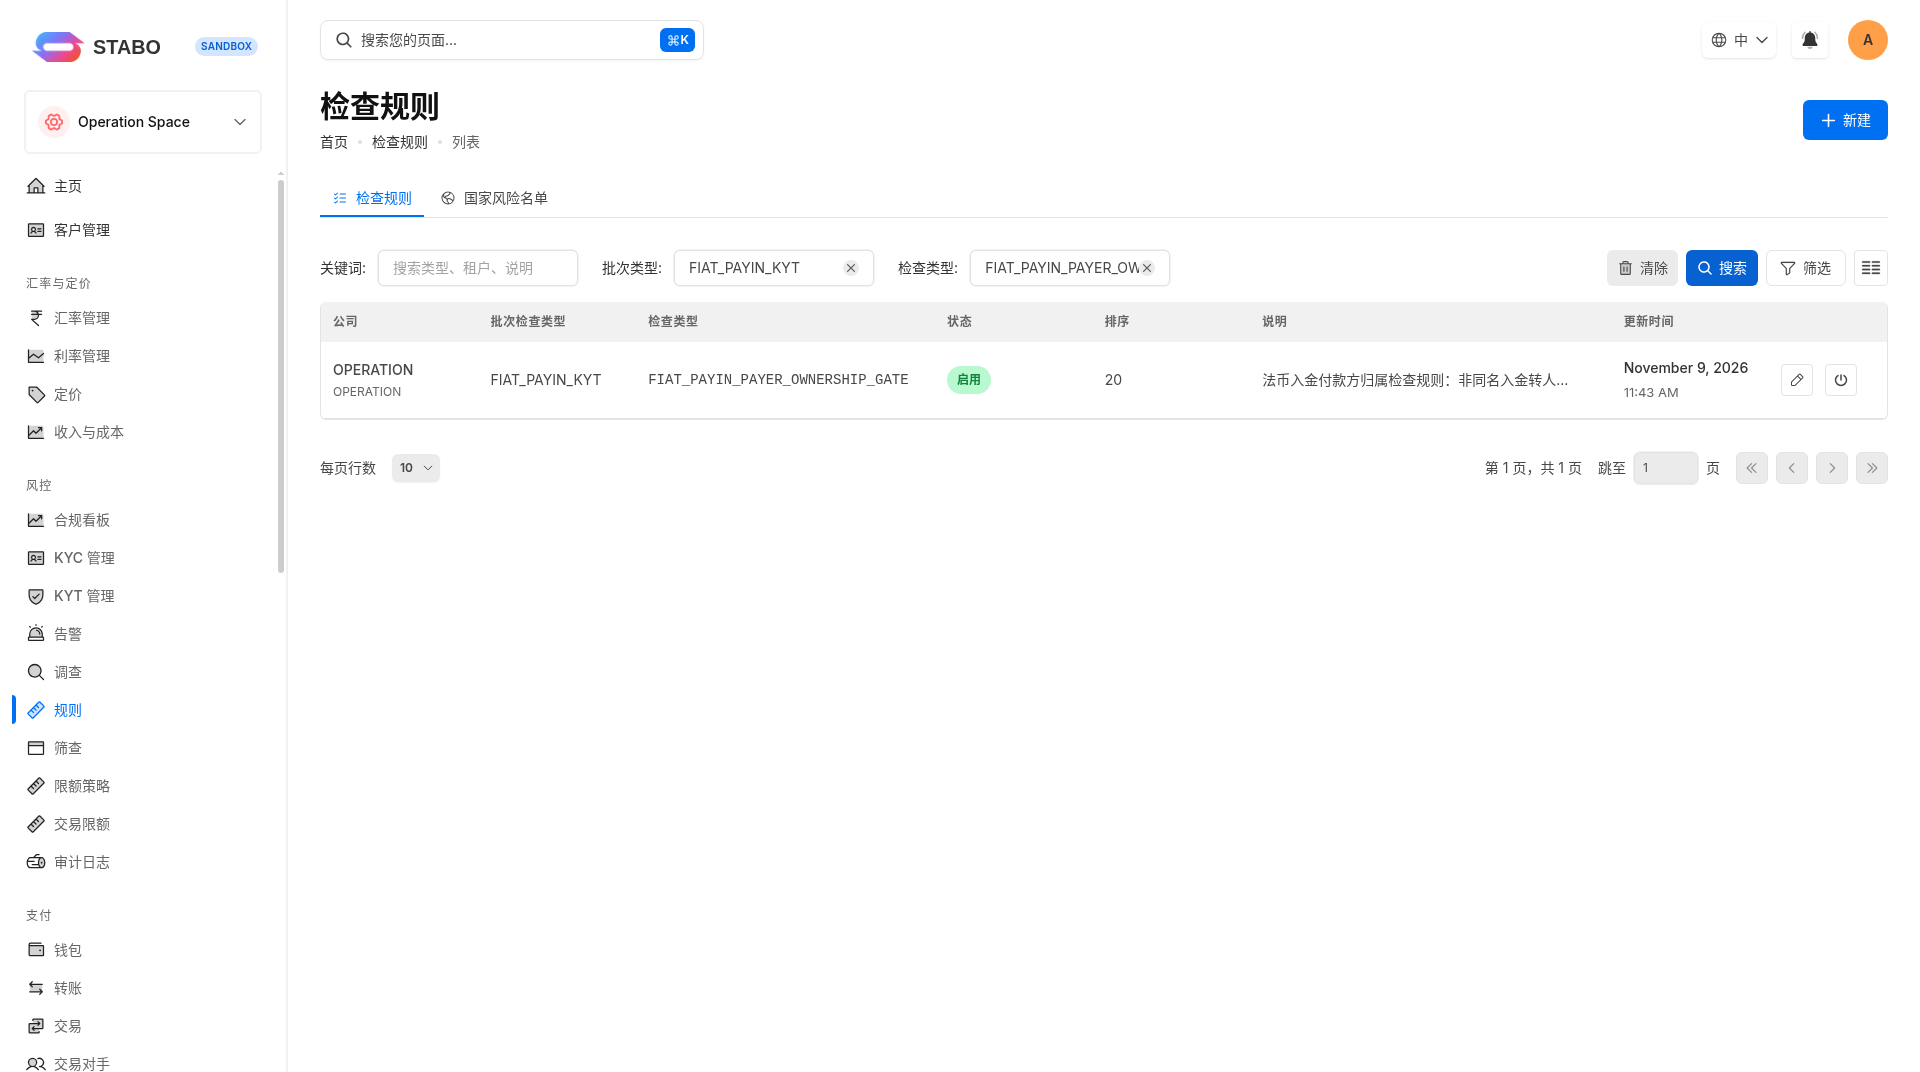 STABO
SANDBOX
Operation Space
主页
客户管理
汇率与定价
汇率管理
利率管理
定价
收入与成本
风控
合规看板
KYC 管理
KYT 管理
告警
调查
规则
筛查
限额策略
交易限额
审计日志
支付
钱包
转账
交易
交易对手
搜索您的页面...
⌘K
中
A
检查规则
首页 • 检查规则 • 列表
新建
检查规则
国家风险名单
关键词: 搜索类型、租户、说明
批次类型: FIAT_PAYIN_KYT
检查类型: FIAT_PAYIN_PAYER_OW
清除
搜索
筛选
公司 批次检查类型 检查类型 状态 排序 说明 更新时间
OPERATION
OPERATION
FIAT_PAYIN_KYT
FIAT_PAYIN_PAYER_OWNERSHIP_GATE
启用
20
法币入金付款方归属检查规则：非同名入金转人...
November 9, 2026
11:43 AM
每页行数 10
第 1 页，共 1 页 跳至 1 页